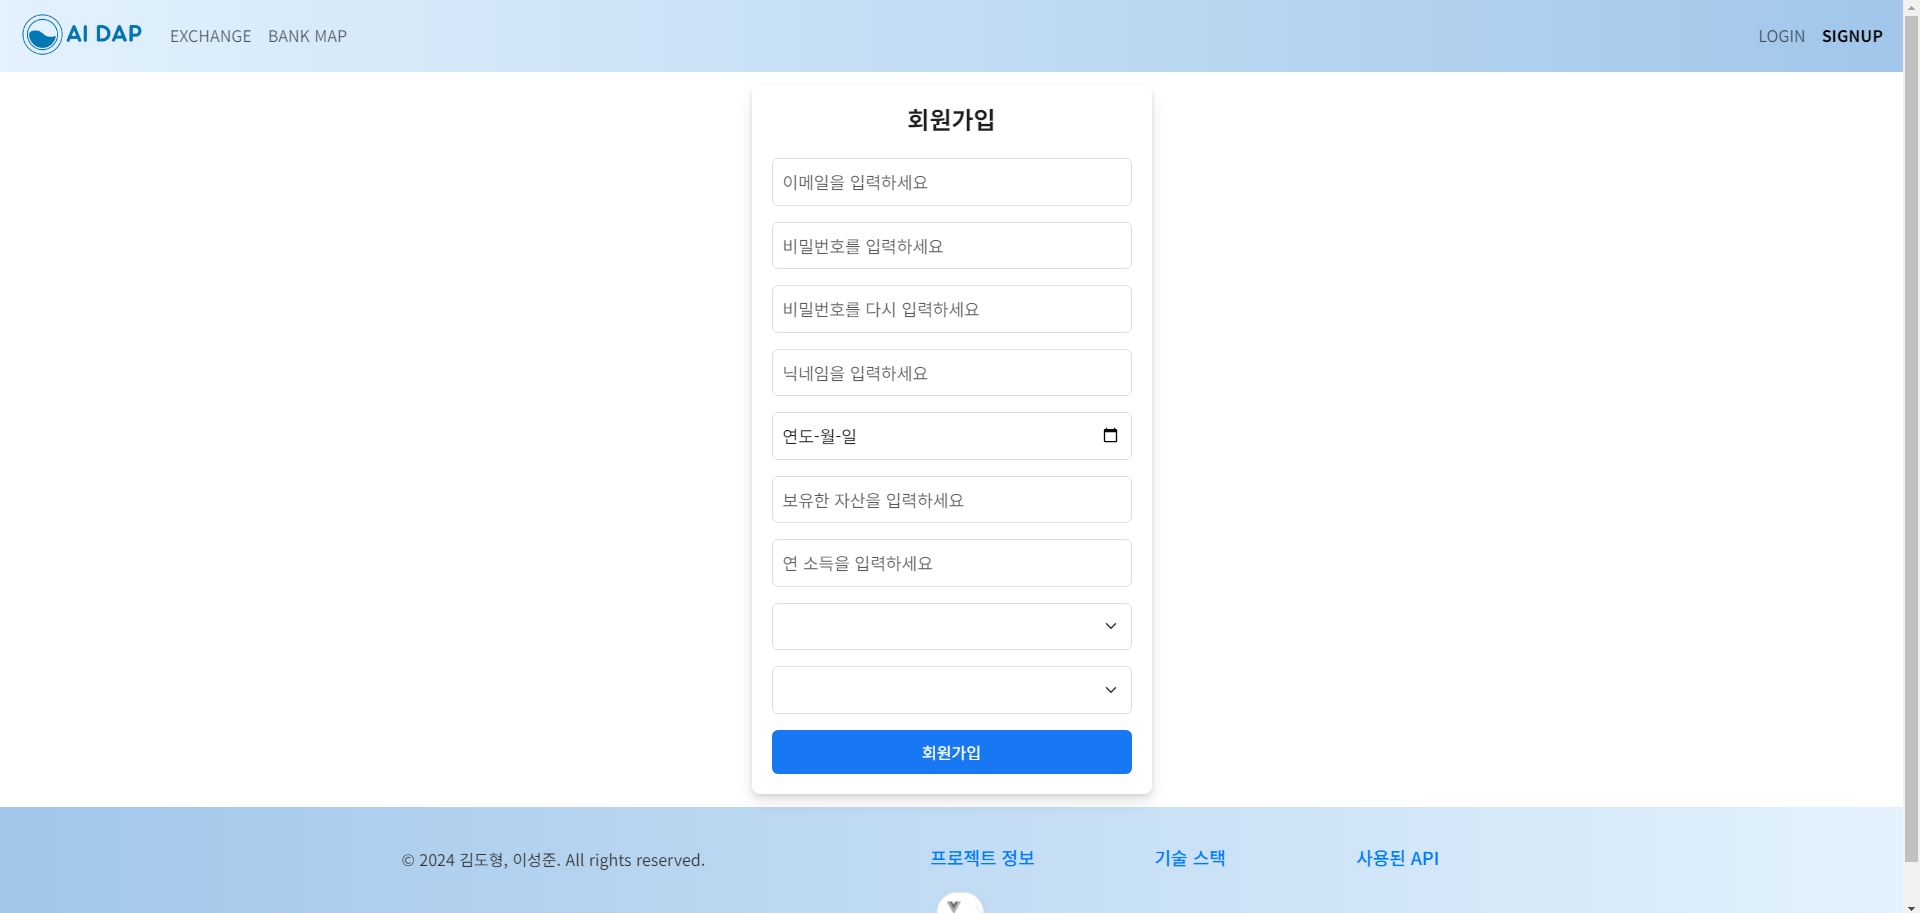 AI DAP EXCHANGE BANK MAP LOGIN SIGNUP
회원가입
이메일을 입력하세요
비밀번호를 입력하세요
비밀번호를 다시 입력하세요
닉네임을 입력하세요
연도-월-일
보유한 자산을 입력하세요
연 소득을 입력하세요
회원가입
© 2024 김도형, 이성준. All rights reserved. 프로젝트 정보 기술 스택 사용된 API